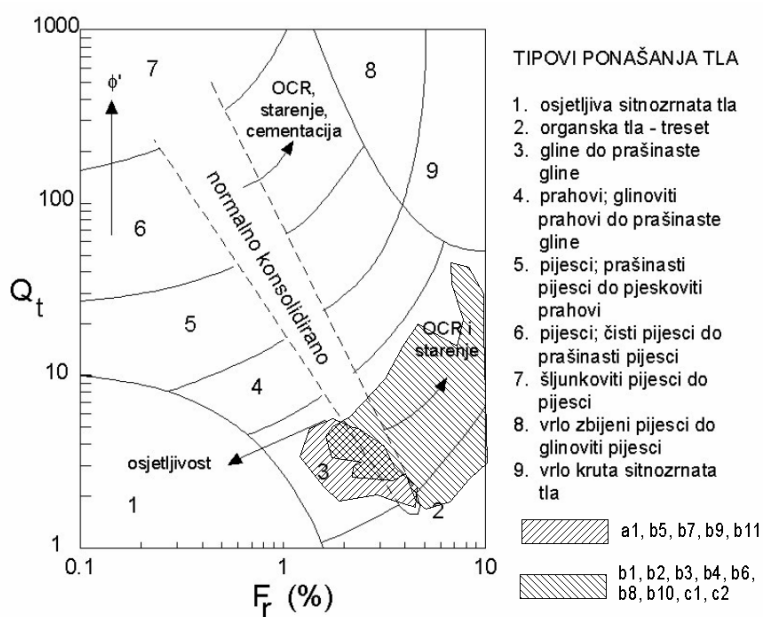 1000
100
10
1
Qt
0.1
1
10
Fr (%)
7
ϕ'
6
5
4
3
2
1
8
9
OCR,
starenje,
cementacija
normalno konsolidirano
OCR i
starenje
osjetljivost
TIPOVI PONAŠANJA TLA
1. osjetljiva sitnozrnata tla
2. organska tla - treset
3. gline do prašinaste
gline
4. prahovi; glinoviti
prahovi do prašinaste
gline
5. pijesci; prašinasti
pijesci do pjeskoviti
prahovi
6. pijesci; čisti pijesci do
prašinasti pijesci
7. šljunkoviti pijesci do
pijesci
8. vrlo zbijeni pijesci do
glinoviti pijesci
9. vrlo kruta sitnozrnata
tla
a1, b5, b7, b9, b11
b1, b2, b3, b4, b6,
b8, b10, c1, c2